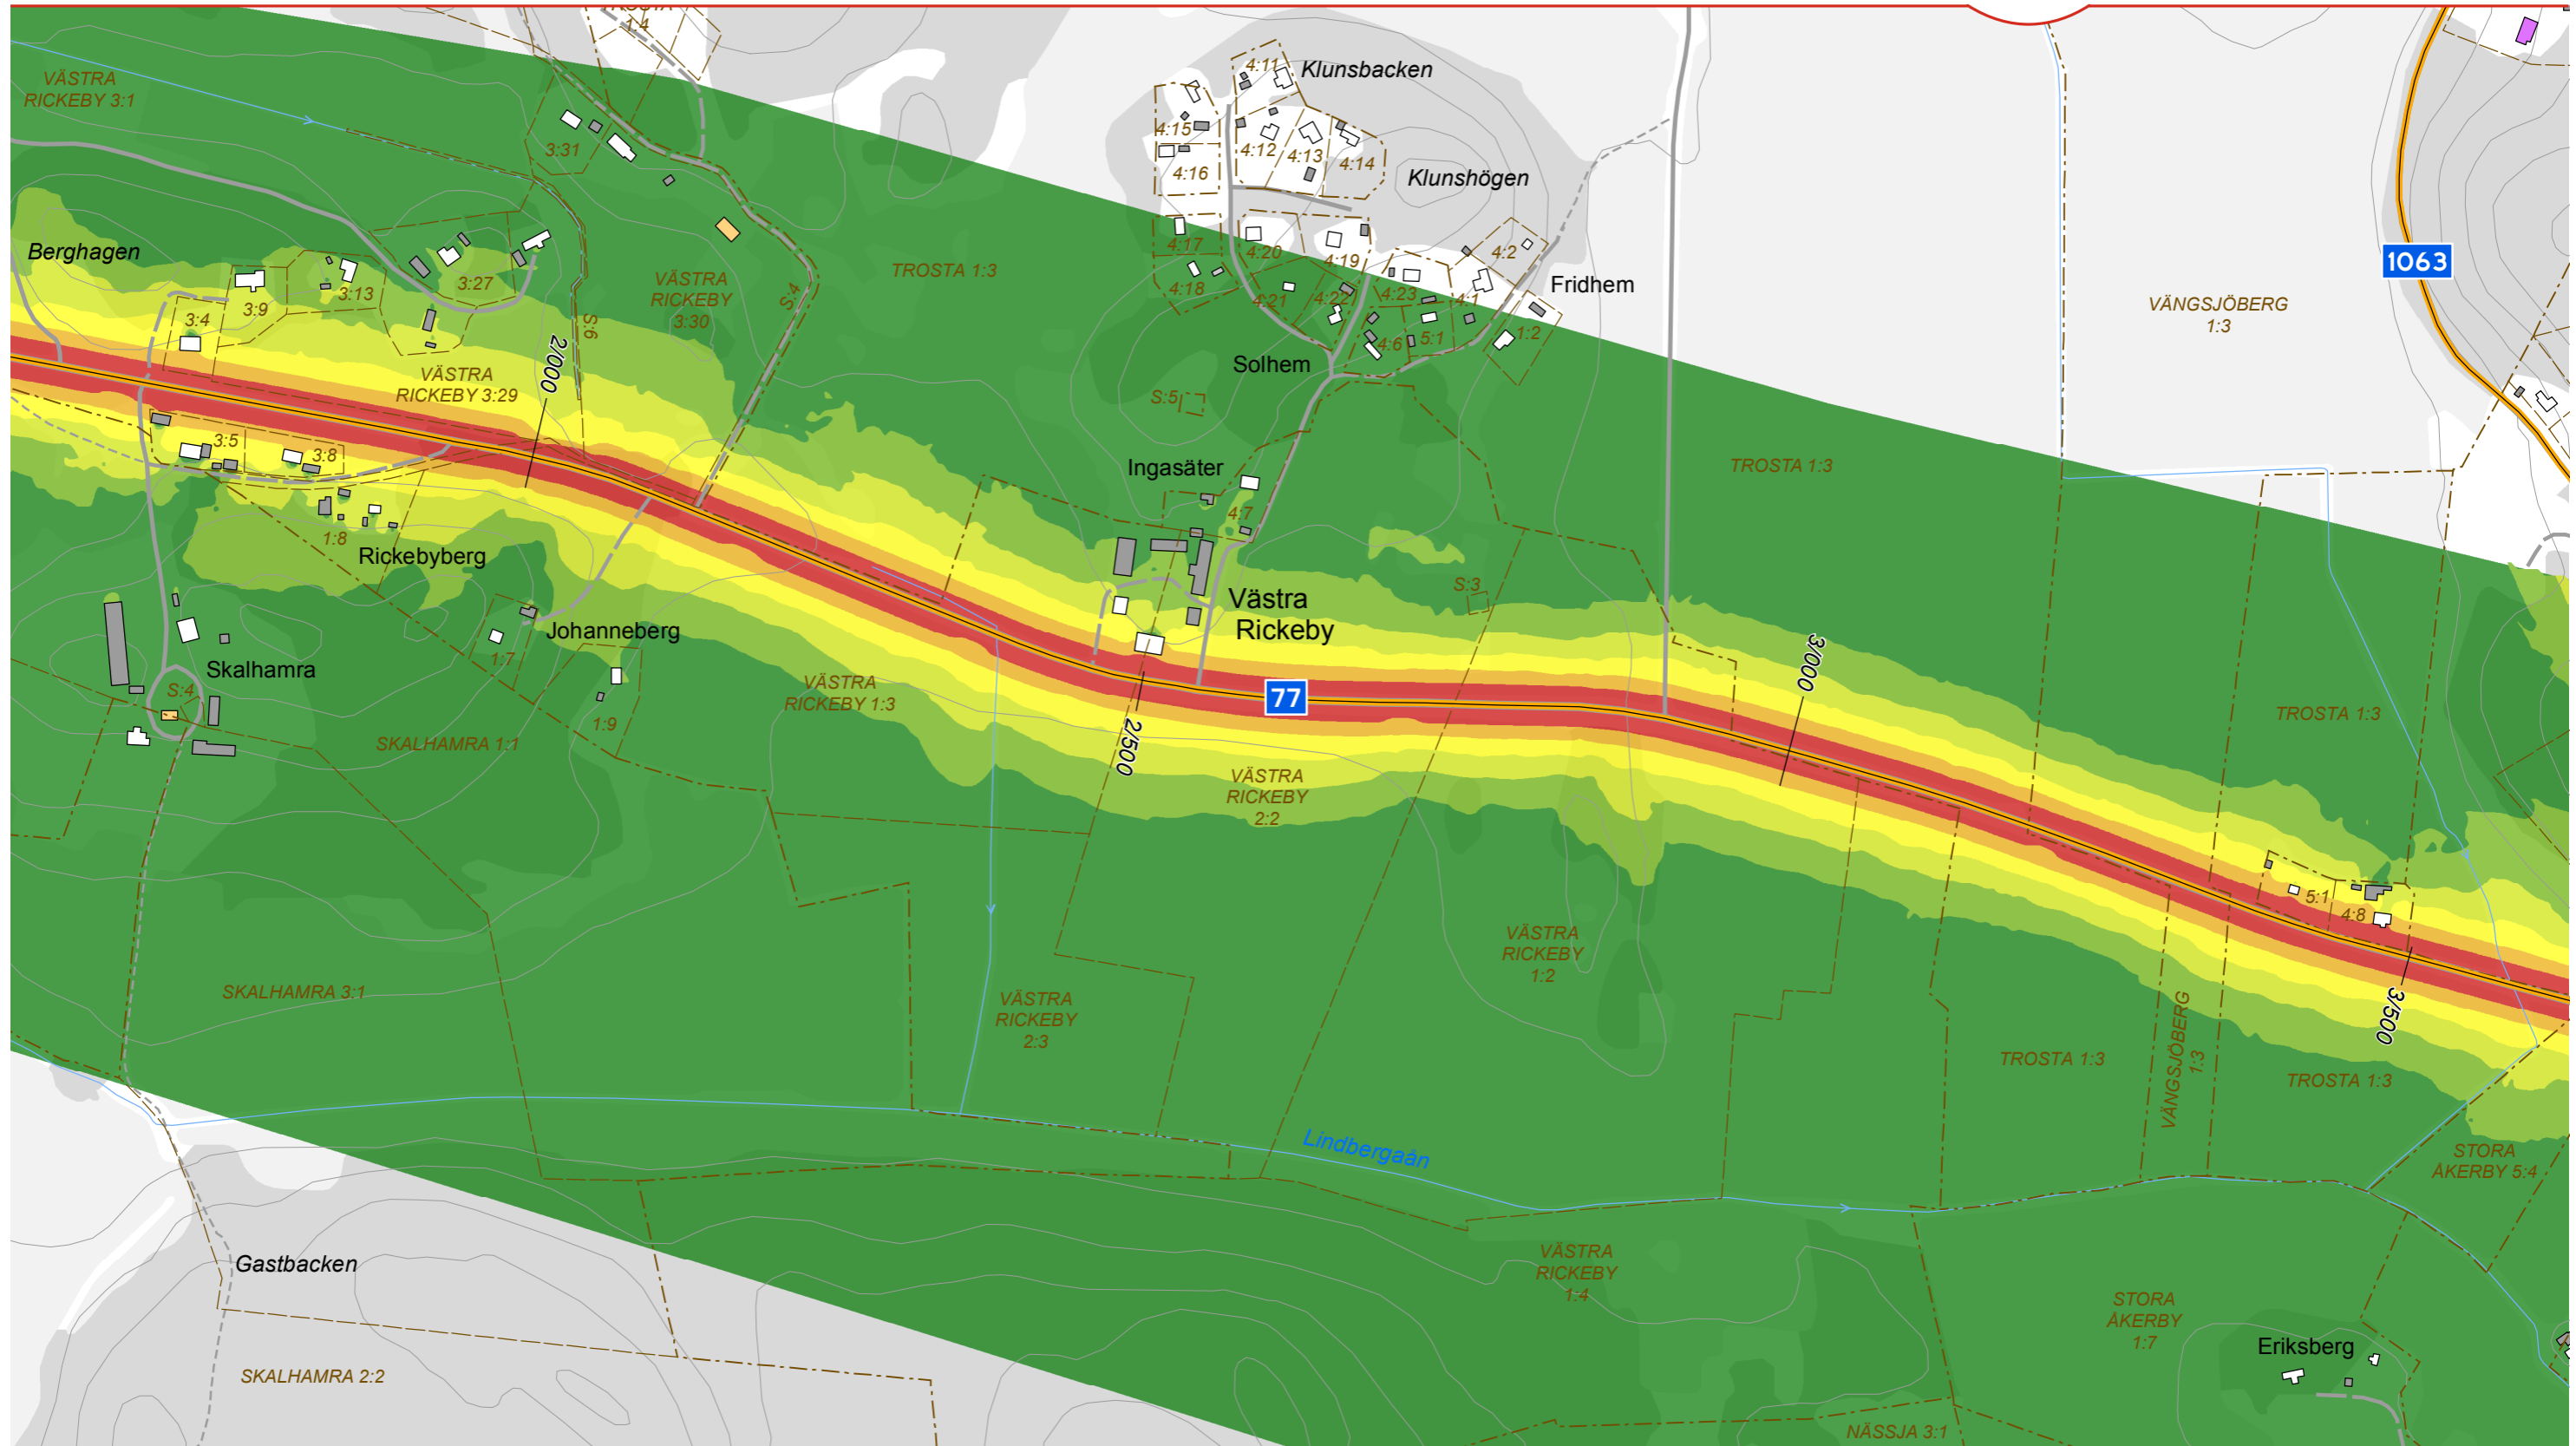 TROSTA
1:4
VÄSTRA
RICKEBY 3:1
4:11
Klunsbacken
4:15
3:31
4:12
4:13
4:14
4:16
Klunshögen
Berghagen
4:17
4:20
4:19
4:2
1063
TROSTA 1:3
VÄSTRA
RICKEBY
3:30
S:4
3:27
3:13
3:9
3:4
S:6
4:18
4:21
4:22
4:23
4:1
Fridhem
VÄNGSJÖBERG
1:3
1:2
4:6
5:1
Solhem
2/000
VÄSTRA
RICKEBY 3:29
S:5
3:5
3:8
Ingasäter
TROSTA 1:3
4:7
1:8
Rickebyberg
S:3
Västra
Rickeby
Johanneberg
1:7
Skalhamra
S:4
VÄSTRA
RICKEBY 1:3
77
3/000
TROSTA 1:3
1:9
SKALHAMRA 1:1
2/500
VÄSTRA
RICKEBY
2:2
5:1
4:8
VÄSTRA
RICKEBY
1:2
SKALHAMRA 3:1
VÄSTRA
RICKEBY
2:3
3/500
TROSTA 1:3
VÄNGSJÖBERG
1:3
TROSTA 1:3
Lindbergaån
STORA
ÅKERBY 5:4
Gastbacken
VÄSTRA
RICKEBY
1:4
STORA
ÅKERBY
1:7
Eriksberg
SKALHAMRA 2:2
NÄSSJA 3:1